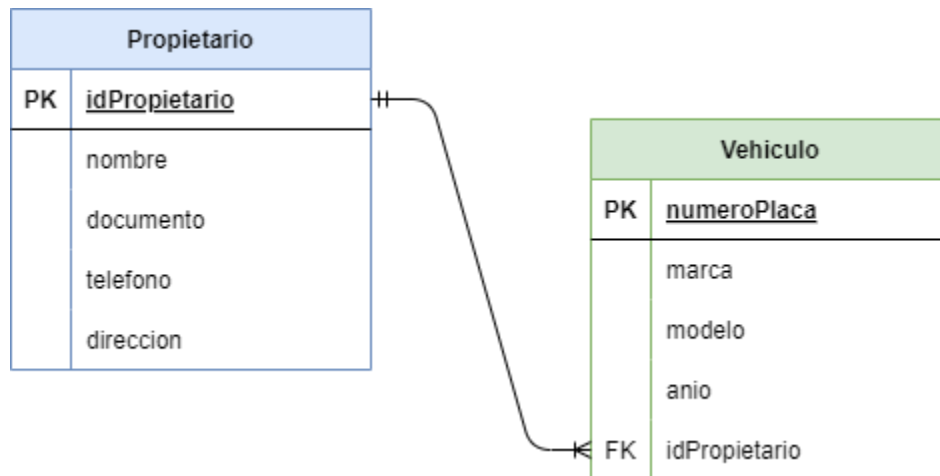 Propietario
PK idPropietario
nombre
documento
telefono
direccion
Vehiculo
PK numeroPlaca
marca
modelo
anio
FK idPropietario